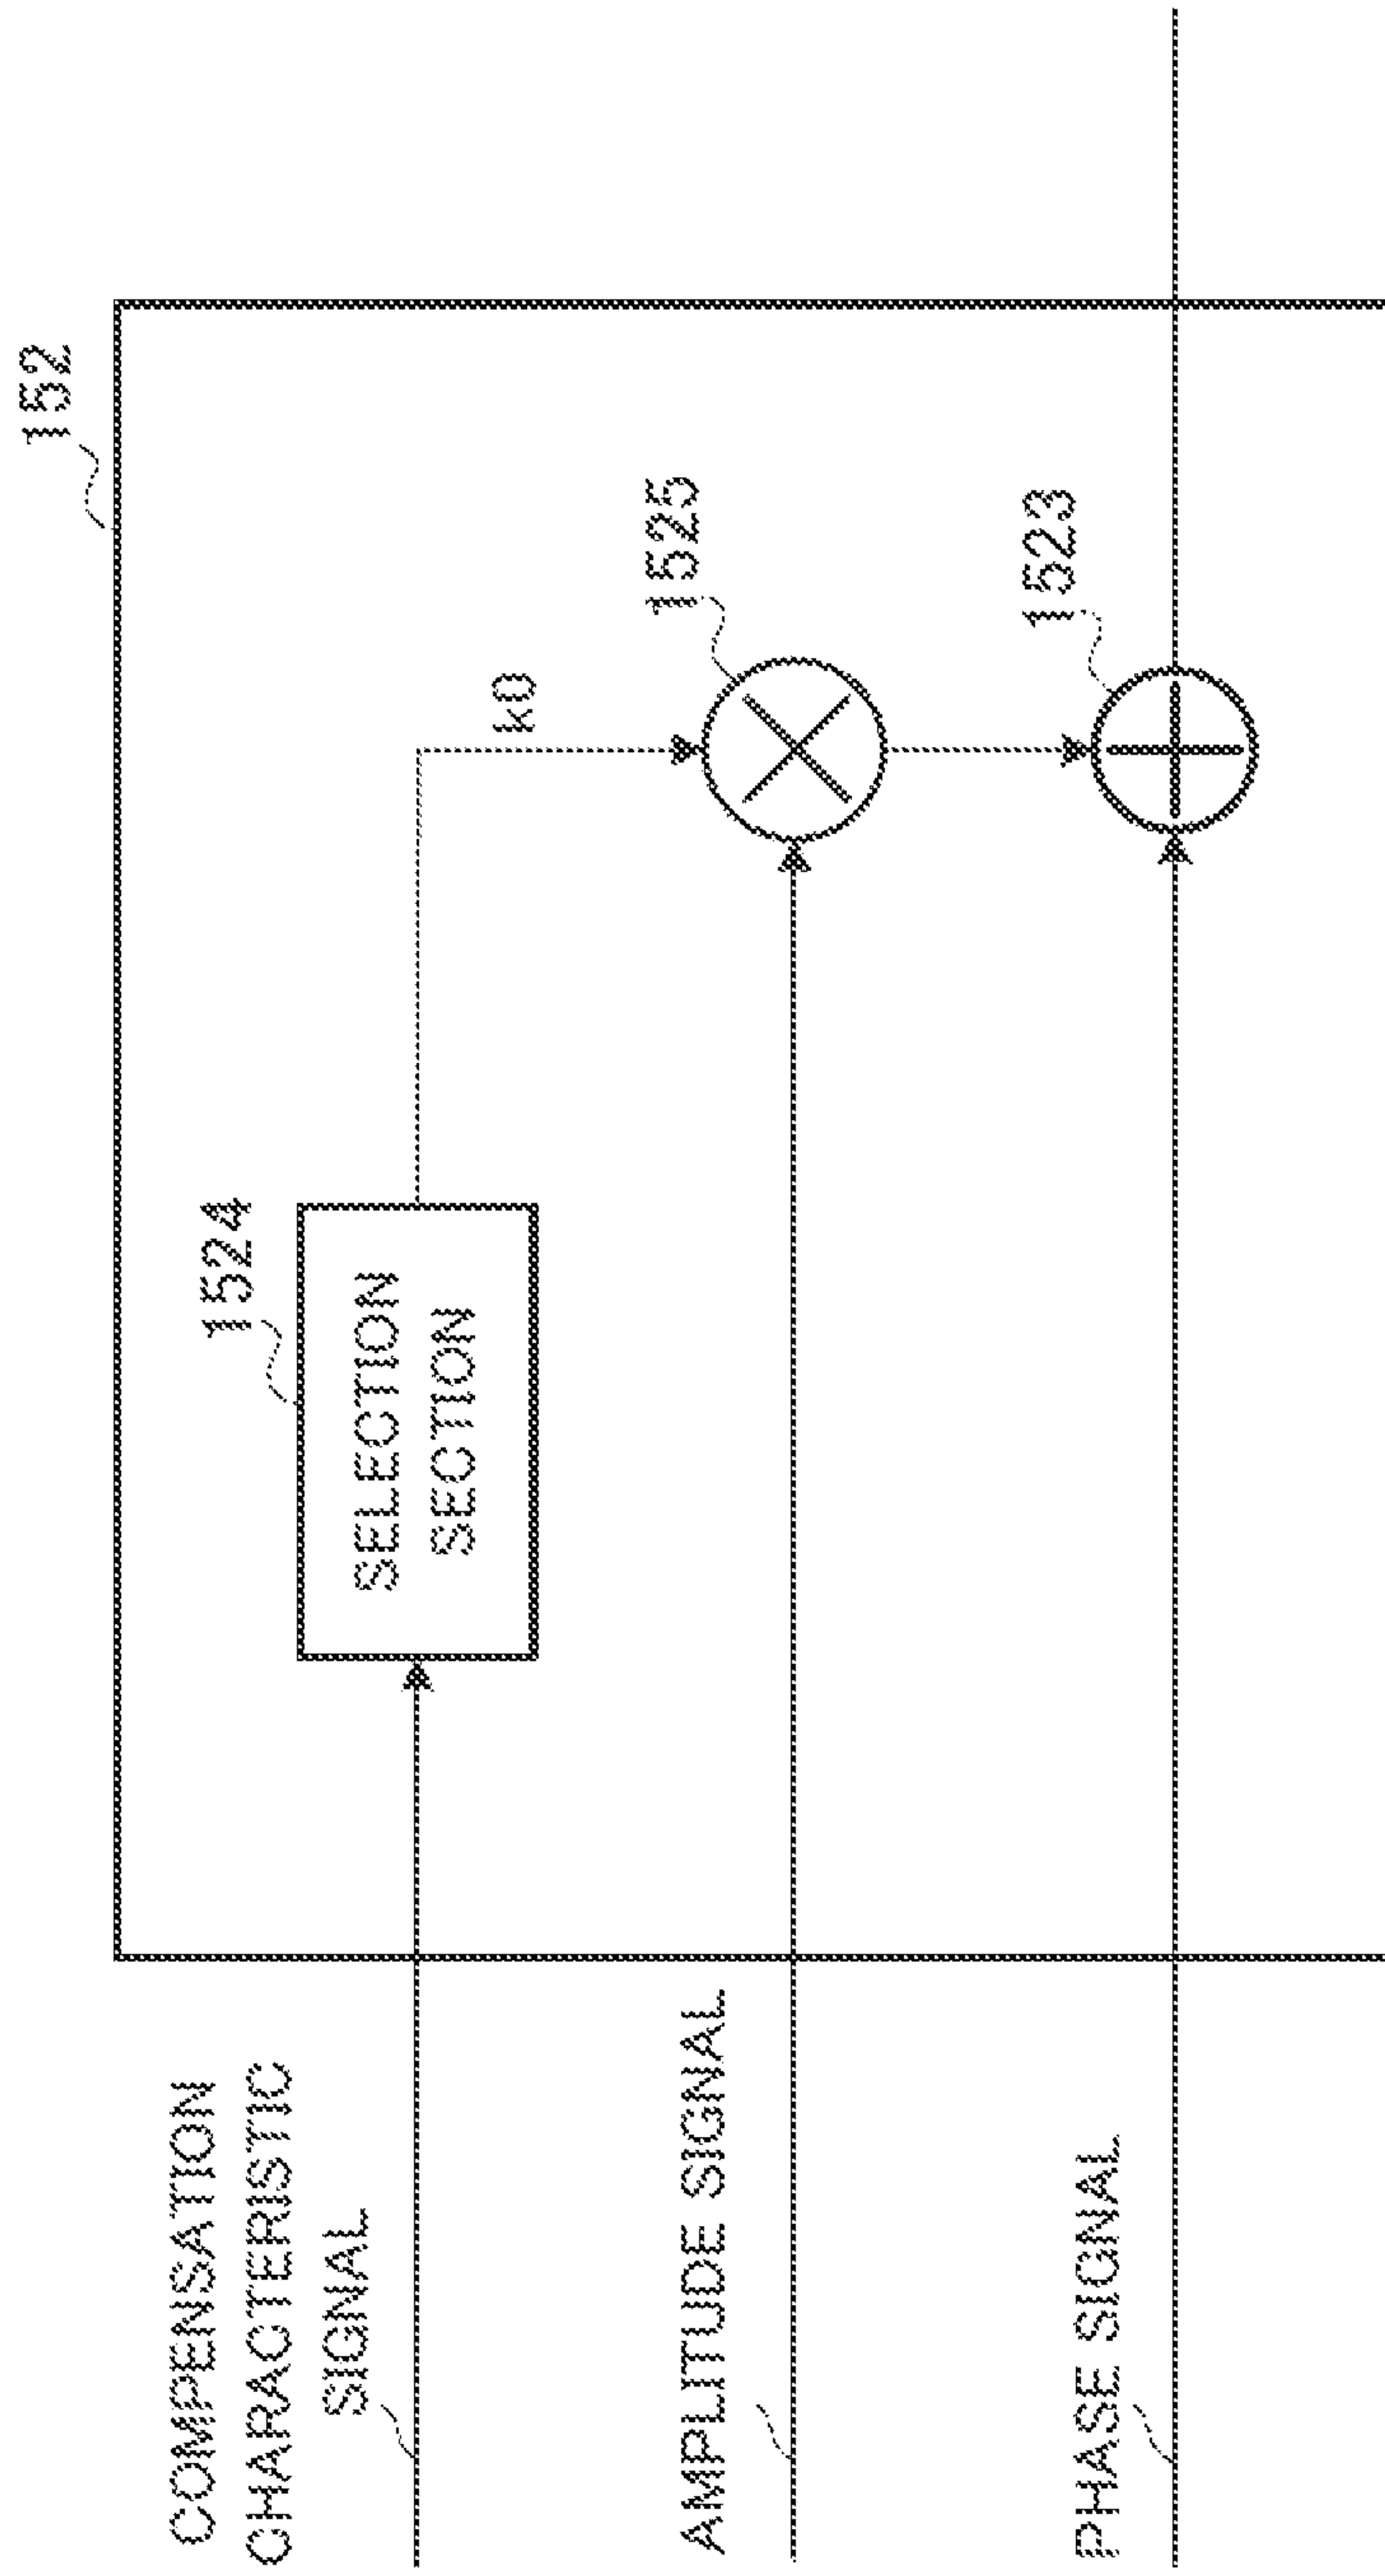 152
COMPENSATION
CHARACTERISTIC
SIGNAL
1524
SELECTION
SECTION
k0
AMPLITUDE SIGNAL
1525
PHASE SIGNAL
1523